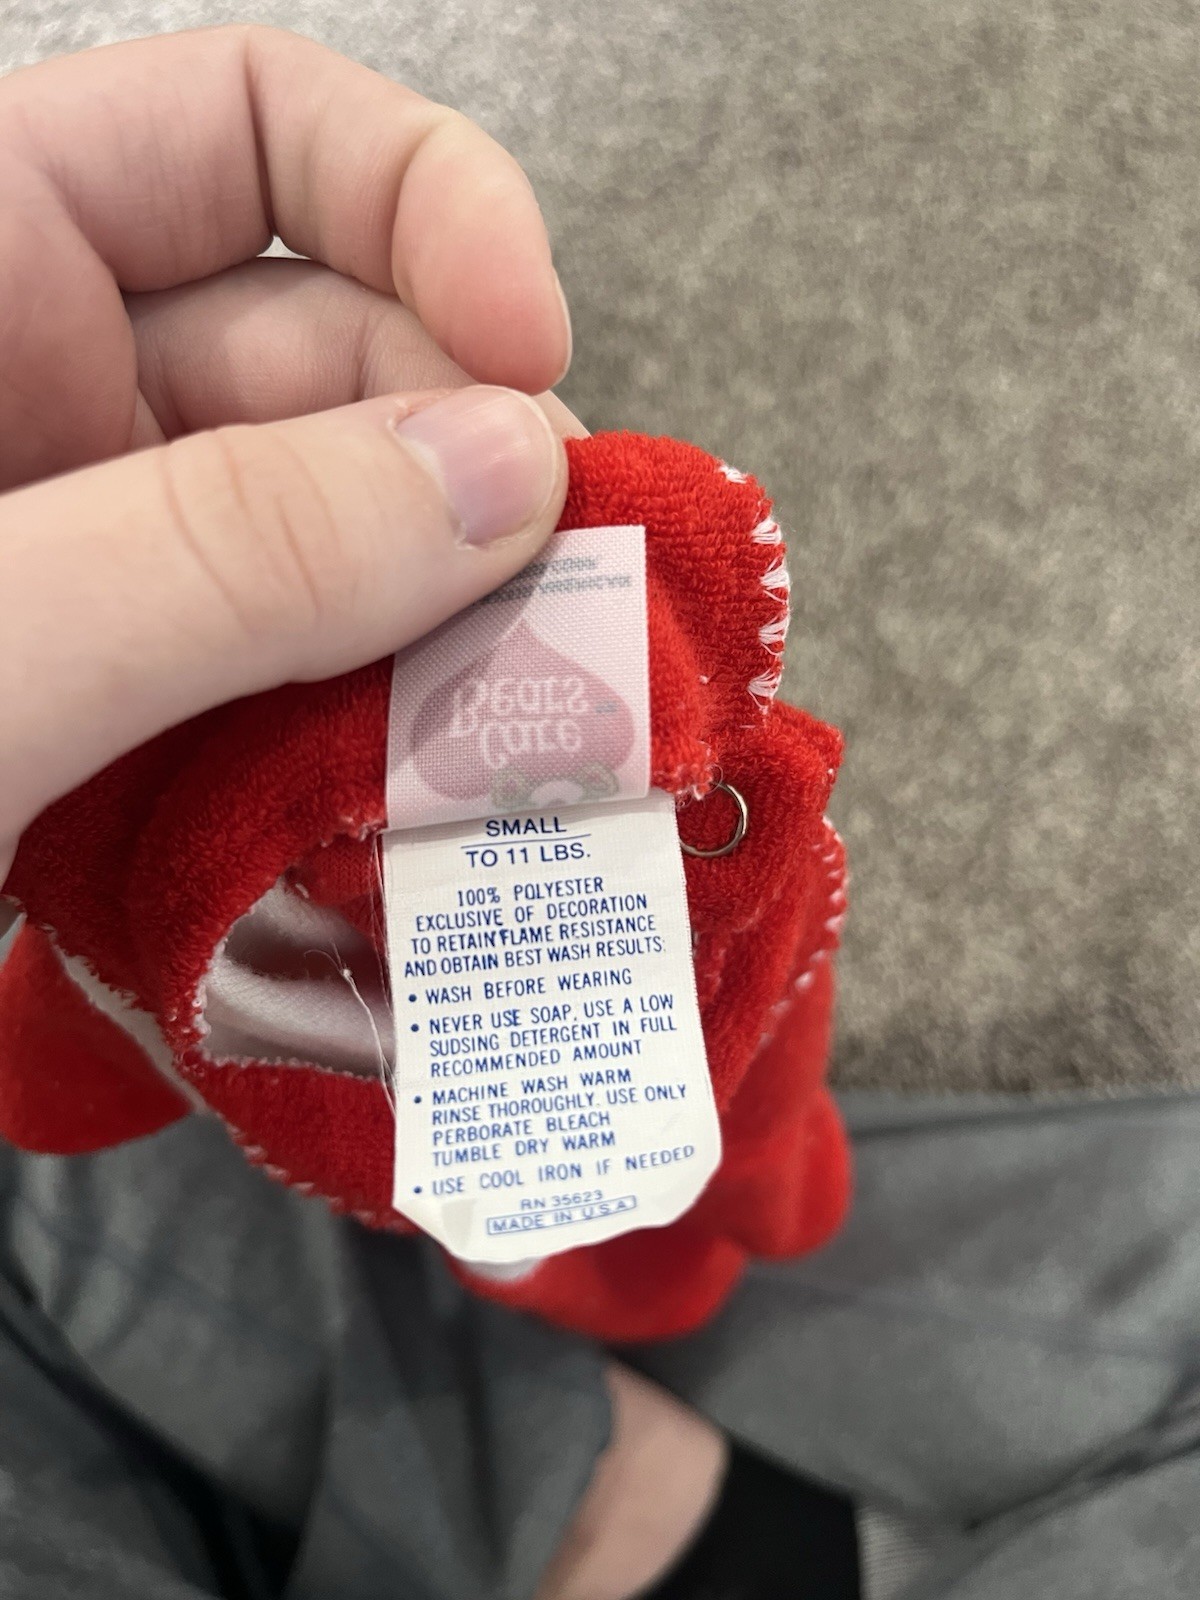 Care
Bears
SMALL
TO 11 LBS.
100% POLYESTER
EXCLUSIVE OF DECORATION
TO RETAIN FLAME RESISTANCE
AND OBTAIN BEST WASH RESULTS:
• WASH BEFORE WEARING
• NEVER USE SOAP. USE A LOW
SUDSING DETERGENT IN FULL
RECOMMENDED AMOUNT
• MACHINE WASH WARM
RINSE THOROUGHLY. USE ONLY
PERBORATE BLEACH
TUMBLE DRY WARM
• USE COOL IRON IF NEEDED
RN 35623
MADE IN U.S.A.